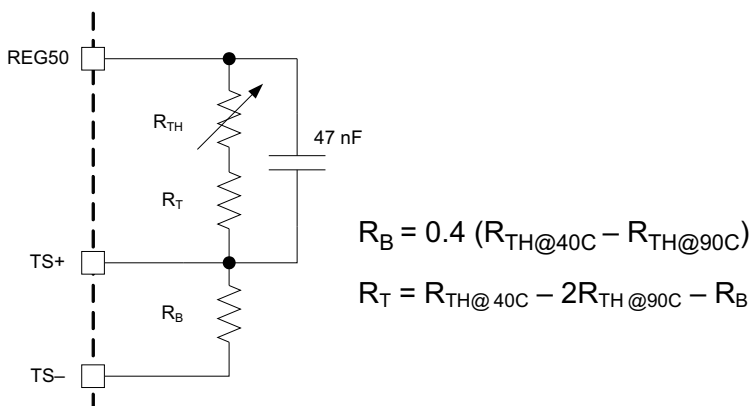 REG50
R_TH
47 nF
R_T
R_B = 0.4 (R_TH@40C – R_TH@90C)
TS+
R_T = R_TH@ 40C – 2R_TH @90C – R_B
R_B
TS–